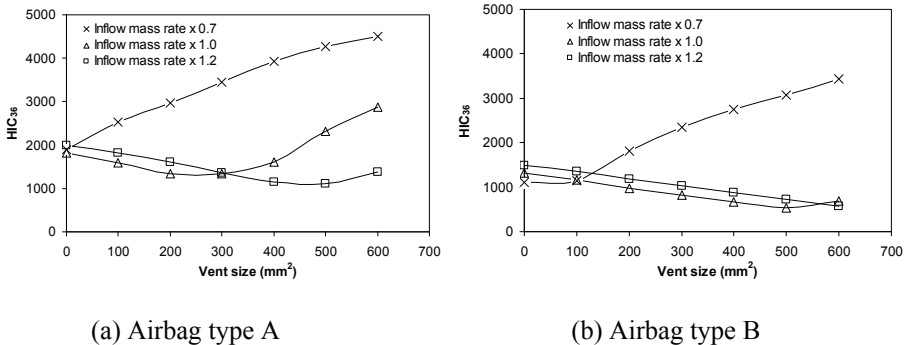 Inflow mass rate x 0.7
Inflow mass rate x 1.0
Inflow mass rate x 1.2
5000
4000
3000
2000
1000
0
HIC36
0 100 200 300 400 500 600 700
Vent size (mm²)
(a) Airbag type A
Inflow mass rate x 0.7
Inflow mass rate x 1.0
Inflow mass rate x 1.2
5000
4000
3000
2000
1000
0
HIC36
0 100 200 300 400 500 600 700
Vent size (mm²)
(b) Airbag type B